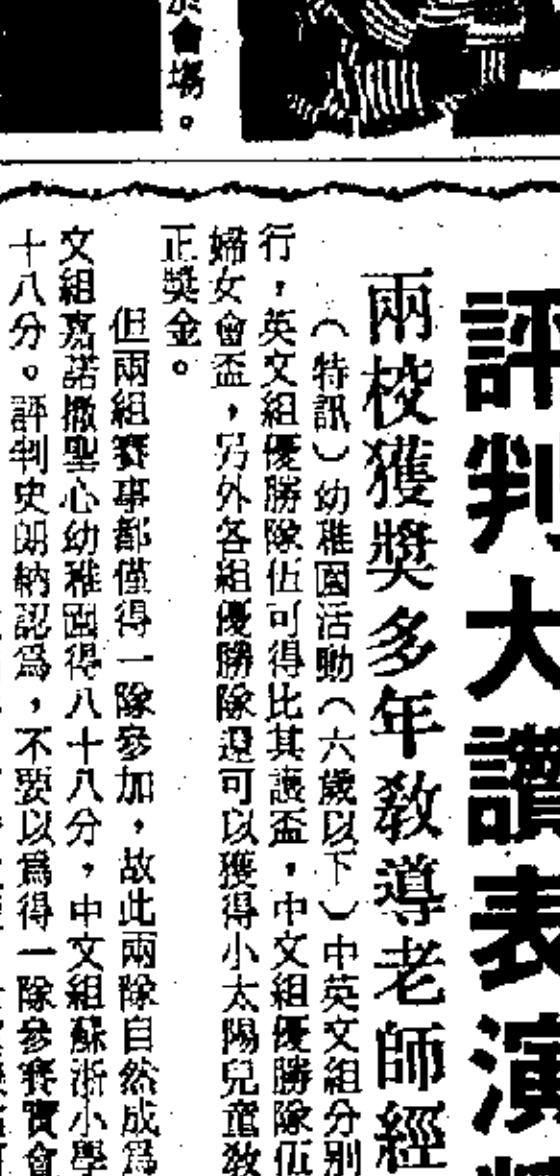 於會場。
評判大讚表演精
兩校獲獎多年敎導老師經
（特訊）幼稚園活動（六歲以下）中英文組分別
行，英文組優勝隊伍可得比其護盃，中文組優勝隊伍
婦女會盃，另外各組優勝隊還可以獲得小太陽兒童敎
正獎金。
但兩組賽事都僅得一隊參加，故此兩隊自然成爲
文組嘉諾撒聖心幼稚園得八十八分，中文組蘇浙小學
十八分。評判史朗納認爲，不要以爲得一隊參賽實會